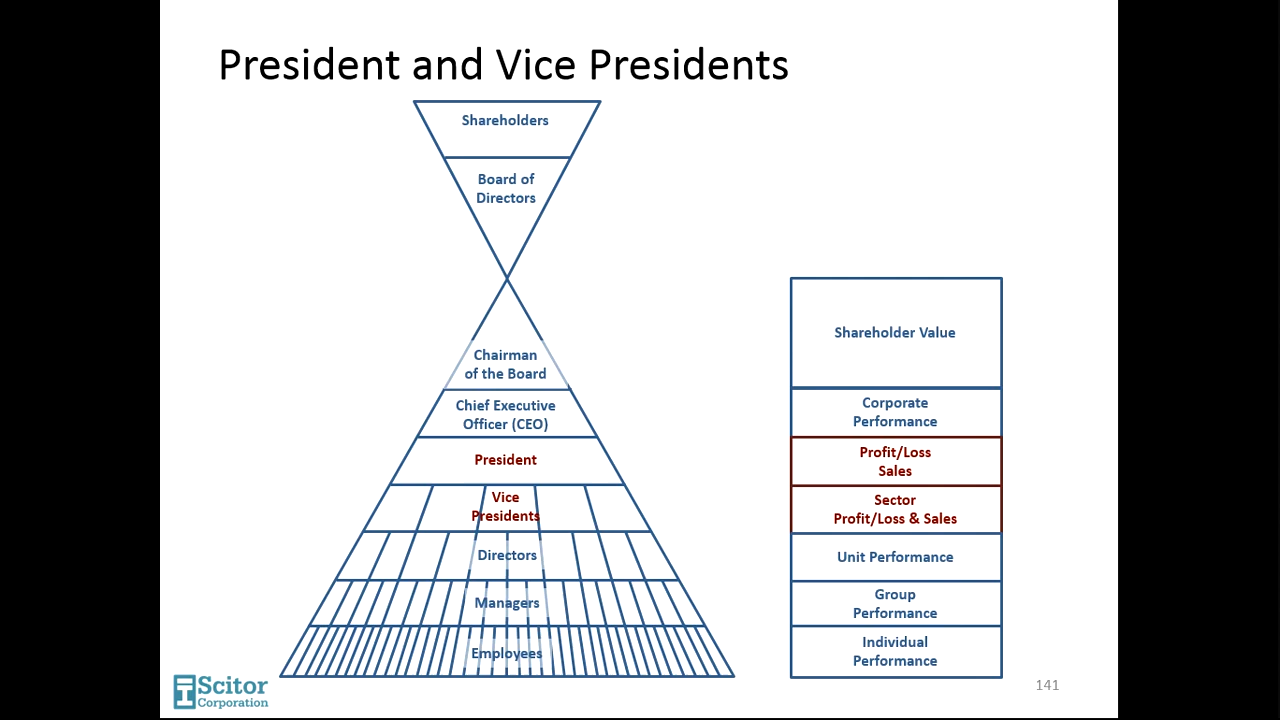 President and Vice Presidents
Shareholders
Board of
Directors
Chairman
of the Board
Chief Executive
Officer (CEO)
President
Vice
Presidents
Directors
Managers
Employees
Shareholder Value
Corporate
Performance
Profit/Loss
Sales
Sector
Profit/Loss & Sales
Unit Performance
Group
Performance
Individual
Performance
Scitor
Corporation
141